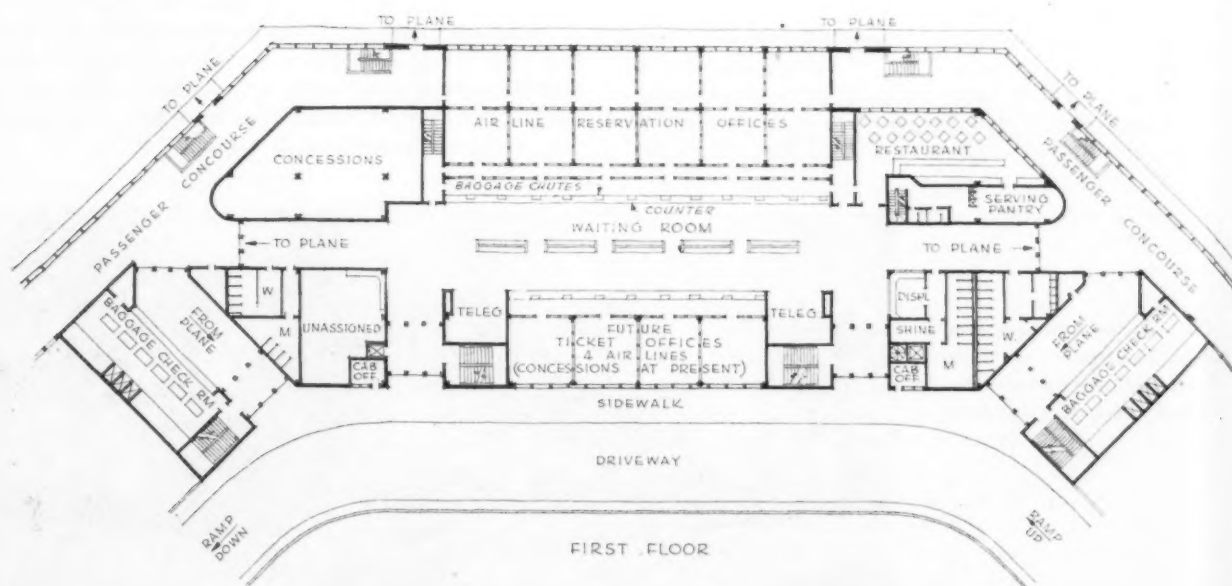 TO PLANE
TO PLANE
TO PLANE
TO PLANE
PASSENGER CONCOURSE
PASSENGER CONCOURSE
CONCESSIONS
AIR LINE RESERVATION OFFICES
RESTAURANT
SERVING
PANTRY
BAGGAGE CHUTES
COUNTER
WAITING ROOM
TO PLANE
TO PLANE
FROM PLANE
BAGGAGE CHECK RM
W.
M
UNASSIGNED
CAB
OFF
TELEG
FUTURE
TICKET OFFICES
4 AIR LINES
(CONCESSIONS AT PRESENT)
TELEG
DISPL
SHINE
CAB
OFF
M
W.
FROM PLANE
BAGGAGE CHECK RM
SIDEWALK
DRIVEWAY
RAMP
DOWN
RAMP
UP
FIRST FLOOR